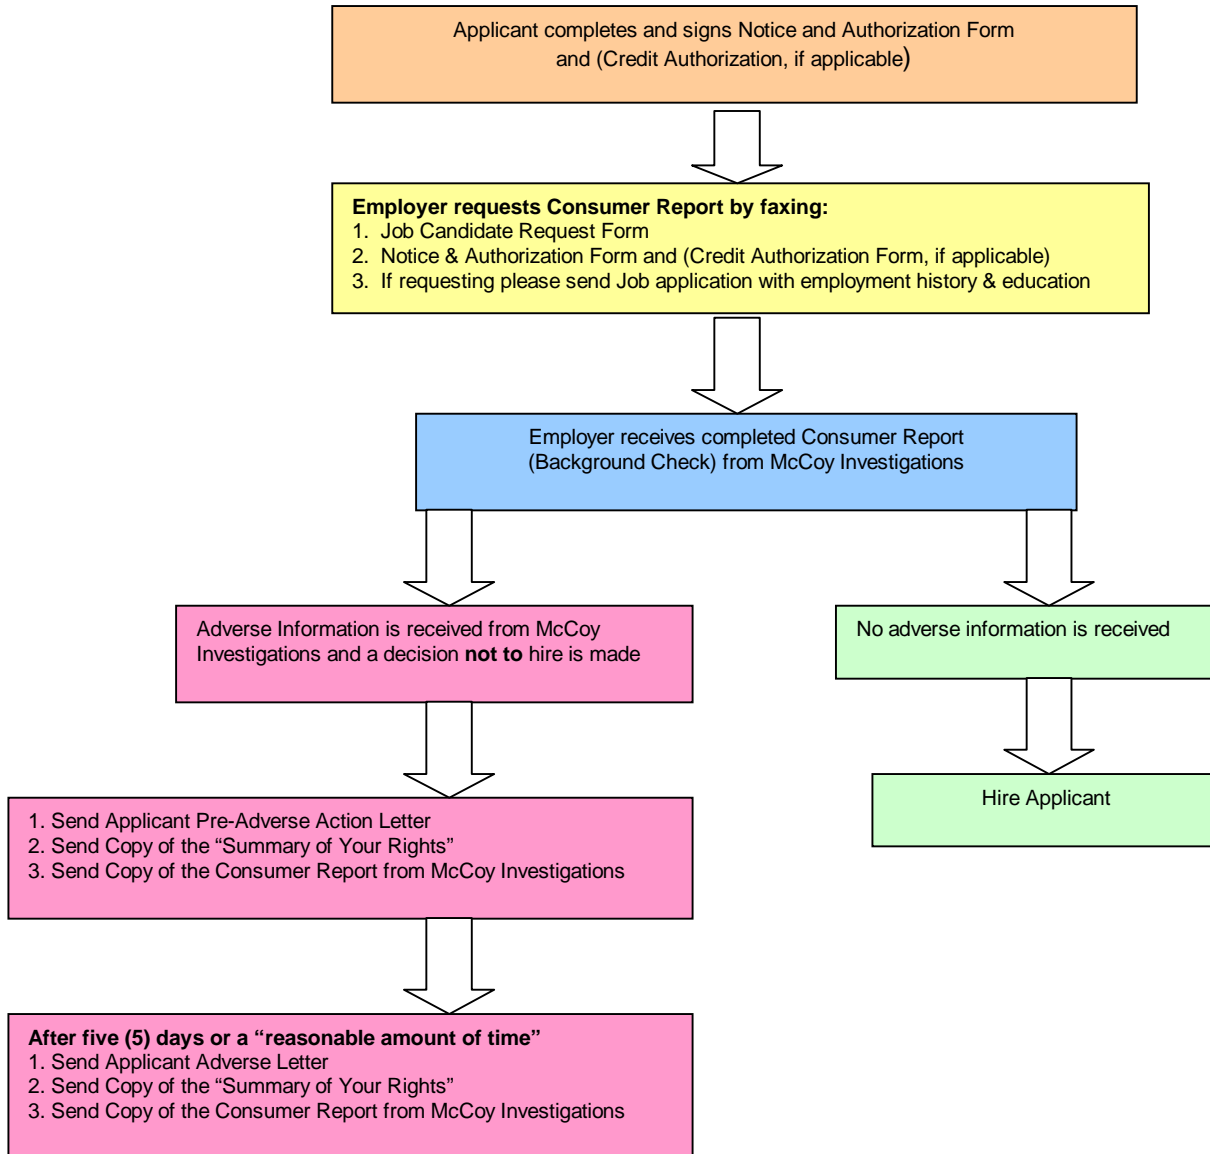 Applicant completes and signs Notice and Authorization Form
and (Credit Authorization, if applicable)
Employer requests Consumer Report by faxing:
1. Job Candidate Request Form
2. Notice & Authorization Form and (Credit Authorization Form, if applicable)
3. If requesting please send Job application with employment history & education
Employer receives completed Consumer Report
(Background Check) from McCoy Investigations
Adverse Information is received from McCoy
Investigations and a decision not to hire is made
No adverse information is received
1. Send Applicant Pre-Adverse Action Letter
2. Send Copy of the “Summary of Your Rights”
3. Send Copy of the Consumer Report from McCoy Investigations
Hire Applicant
After five (5) days or a “reasonable amount of time”
1. Send Applicant Adverse Letter
2. Send Copy of the “Summary of Your Rights”
3. Send Copy of the Consumer Report from McCoy Investigations